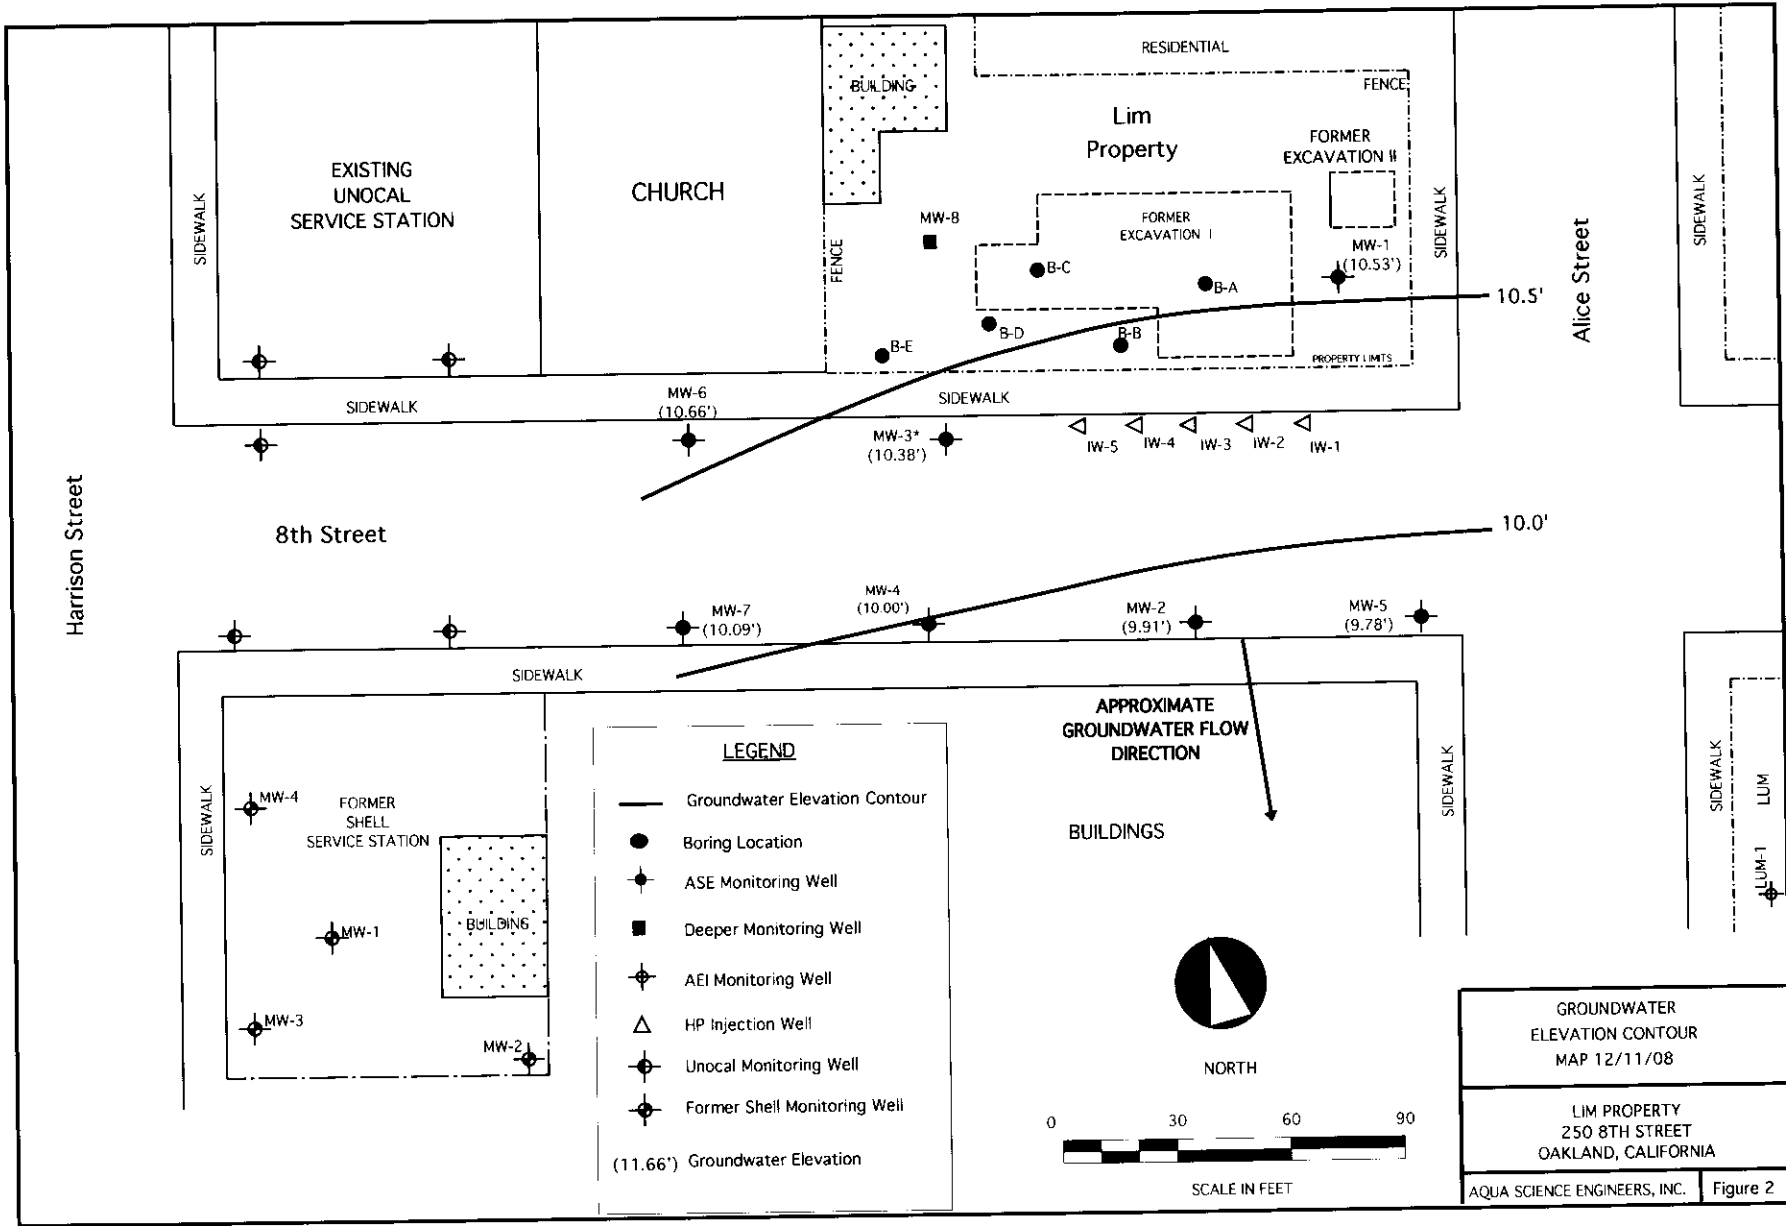 RESIDENTIAL
FENCE
BUILDING
Lim
Property
FORMER
EXCAVATION II
EXISTING
UNOCAL
SERVICE STATION
CHURCH
SIDEWALK
MW-8
FORMER
EXCAVATION I
MW-1
(10.53')
SIDEWALK
SIDEWALK
Alice Street
FENCE
B-C
B-A
10.5'
B-D
B-B
B-E
PROPERTY LIMITS
MW-6
(10.66')
SIDEWALK
SIDEWALK
MW-3*
(10.38')
IW-5
IW-4
IW-3
IW-2
IW-1
Harrison Street
8th Street
10.0'
MW-7
(10.09')
MW-4
(10.00')
MW-2
(9.91')
MW-5
(9.78')
SIDEWALK
APPROXIMATE
GROUNDWATER FLOW
DIRECTION
BUILDINGS
SIDEWALK
SIDEWALK
SIDEWALK
LUM
LUM-1
MW-4
FORMER
SHELL
SERVICE STATION
BUILDING
MW-1
MW-3
MW-2
LEGEND
Groundwater Elevation Contour
Boring Location
ASE Monitoring Well
Deeper Monitoring Well
AEI Monitoring Well
HP Injection Well
Unocal Monitoring Well
Former Shell Monitoring Well
(11.66') Groundwater Elevation
NORTH
0 30 60 90
SCALE IN FEET
GROUNDWATER
ELEVATION CONTOUR
MAP 12/11/08
LIM PROPERTY
250 8TH STREET
OAKLAND, CALIFORNIA
AQUA SCIENCE ENGINEERS, INC.
Figure 2